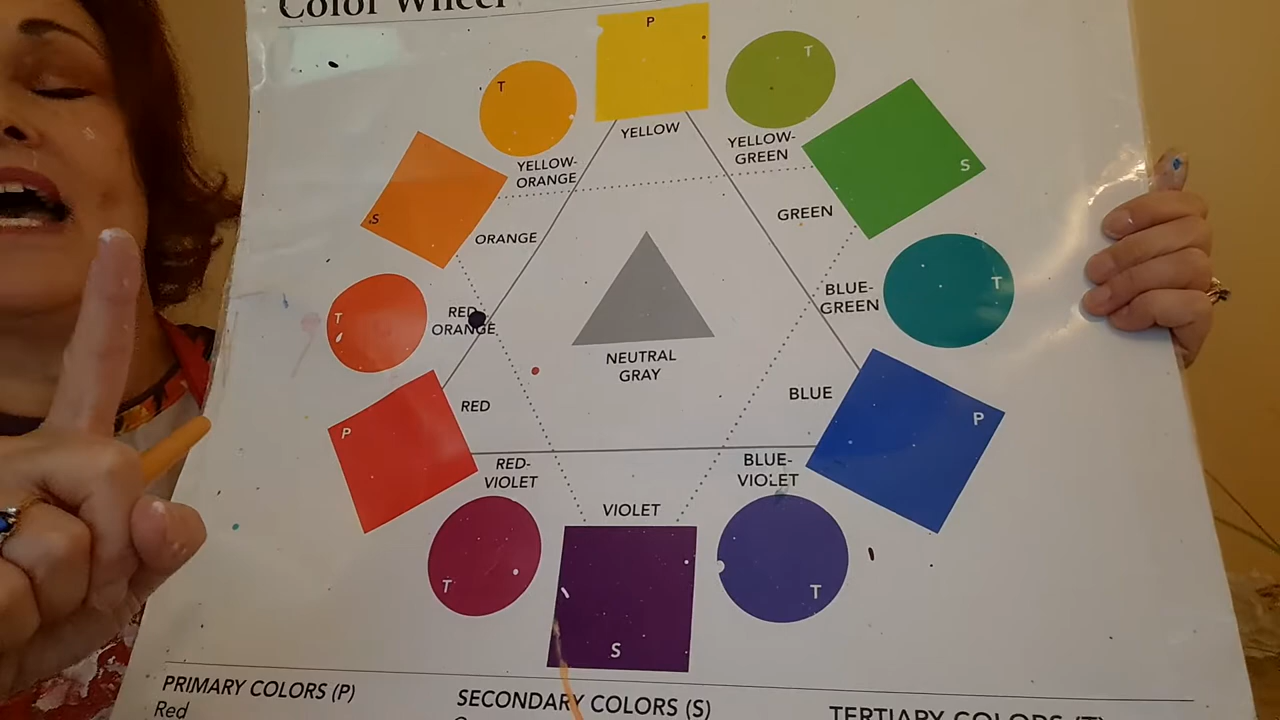 Color Wheel
P
YELLOW
T
YELLOW-
GREEN
S
GREEN
T
BLUE-
GREEN
P
BLUE
T
BLUE-
VIOLET
S
VIOLET
T
RED-
VIOLET
P
RED
T
RED
ORANGE
S
ORANGE
T
YELLOW-
ORANGE
NEUTRAL
GRAY
PRIMARY COLORS (P)
Red
SECONDARY COLORS (S)
TERTIARY COLORS (T)